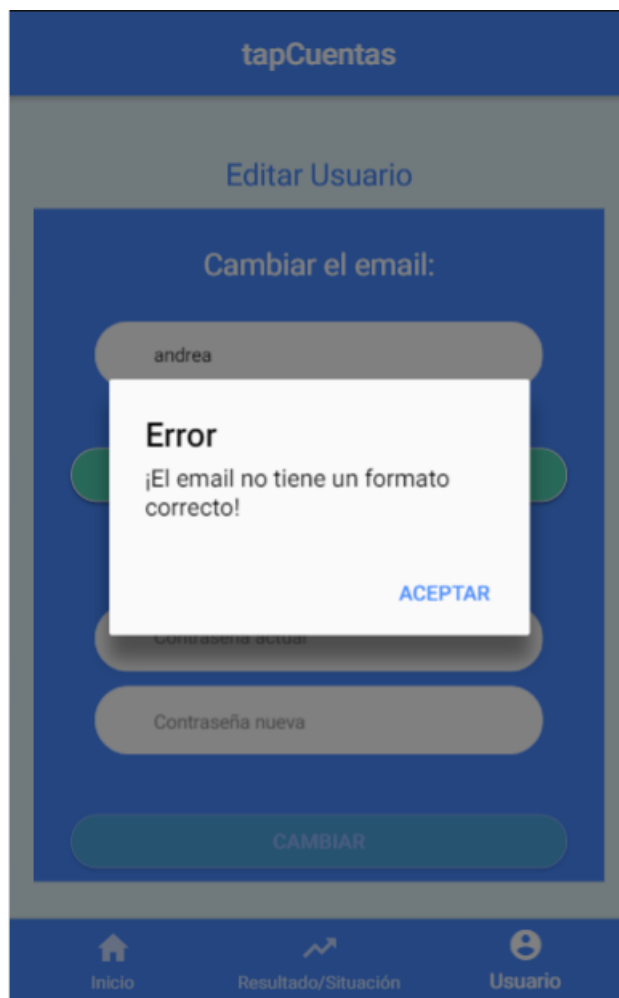 tapCuentas
Editar Usuario
Cambiar el email:
andrea
Error
¡El email no tiene un formato
correcto!
ACEPTAR
Contraseña actual
Contraseña nueva
CAMBIAR
Inicio
Resultado/Situación
Usuario